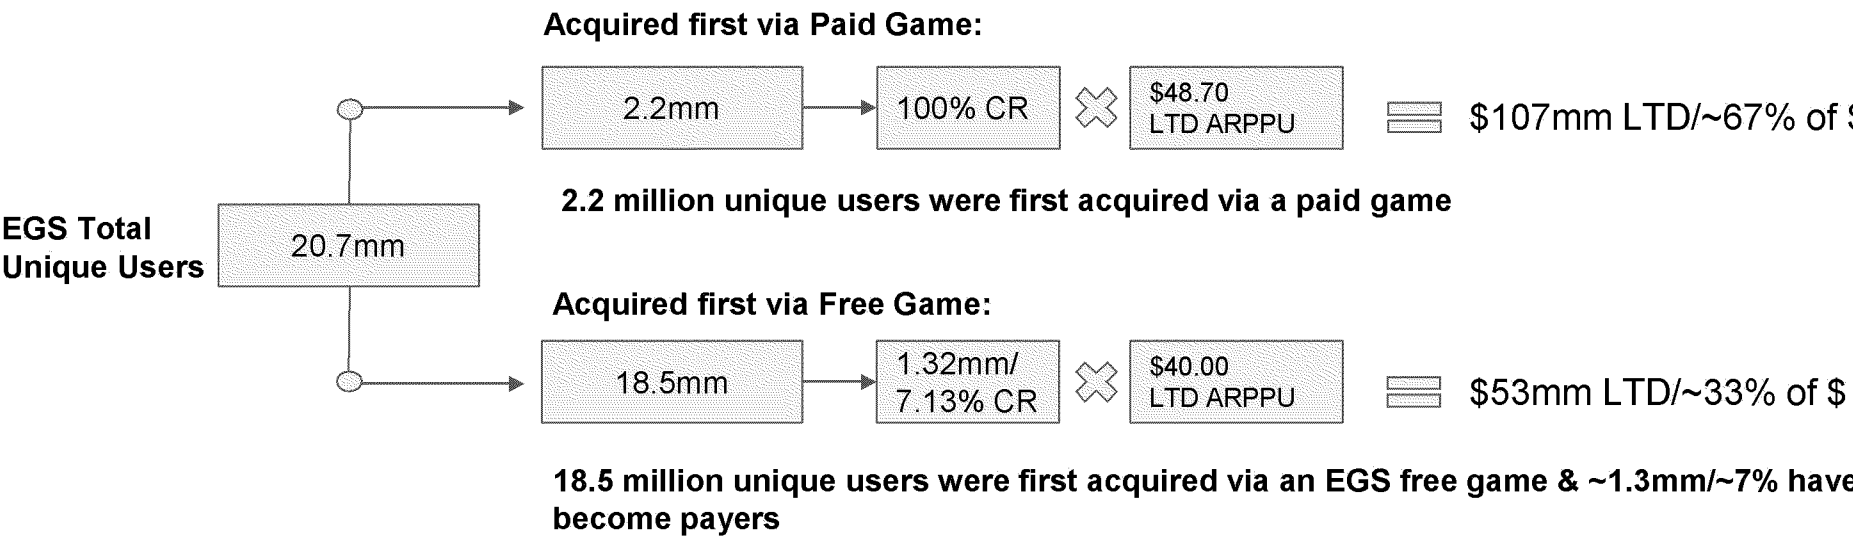 Acquired first via Paid Game:
2.2mm
100% CR
$48.70
LTD ARPPU
$107mm LTD/~67% of $
2.2 million unique users were first acquired via a paid game
EGS Total
Unique Users
20.7mm
Acquired first via Free Game:
18.5mm
1.32mm/
7.13% CR
$40.00
LTD ARPPU
$53mm LTD/~33% of $
18.5 million unique users were first acquired via an EGS free game & ~1.3mm/~7% have
become payers